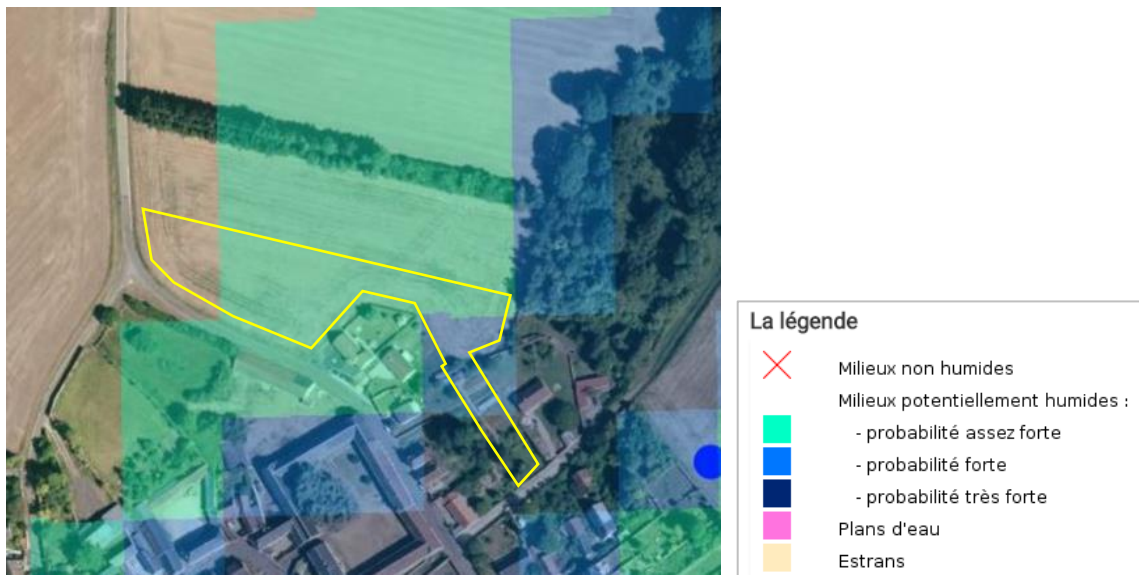 La légende
Milieux non humides
Milieux potentiellement humides :
- probabilité assez forte
- probabilité forte
- probabilité très forte
Plans d'eau
Estrans